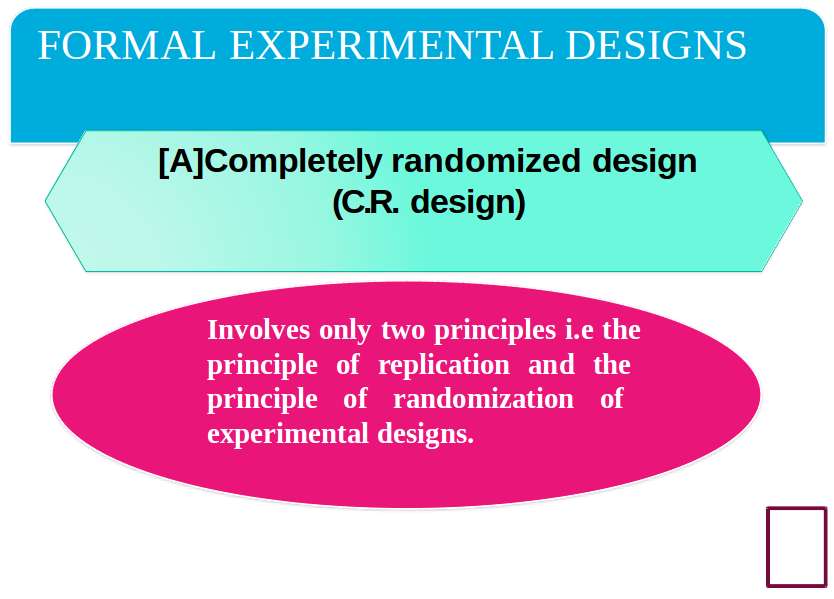 FORMAL EXPERIMENTAL DESIGNS
[A]Completely randomized design
(C.R. design)
Involves only two principles i.e the
principle of replication and the
principle of randomization of
experimental designs.